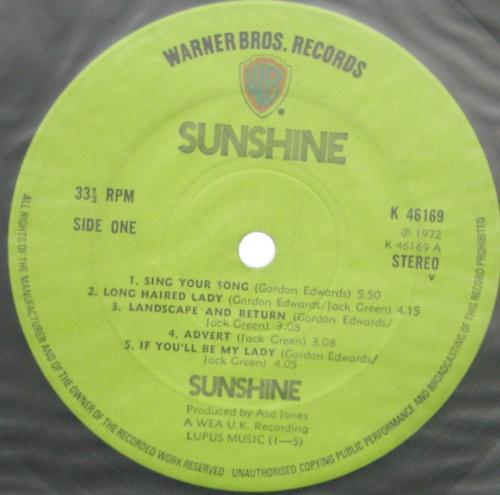 WARNER BROS. RECORDS
WB
SUNSHINE
33⅓ RPM
SIDE ONE
K 46169
℗ 1972
K 46169 A
STEREO
V
1. SING YOUR SONG (Gordon Edwards) 5.50
2. LONG HAIRED LADY (Gordon Edwards/Jack Green) 4.15
3. LANDSCAPE AND RETURN (Gordon Edwards/
Jack Green) 3.08
4. ADVERT (Jack Green) 3.08
5. IF YOU'LL BE MY LADY (Gordon Edwards/
Jack Green) 4.05
SUNSHINE
Produced by Asa Jones
A WEA U.K. Recording
LUPUS MUSIC (1—5)
ALL RIGHTS OF THE MANUFACTURER AND OF THE OWNER OF THE RECORDED WORK RESERVED · UNAUTHORISED COPYING PUBLIC PERFORMANCE AND BROADCASTING OF THIS RECORD PROHIBITED